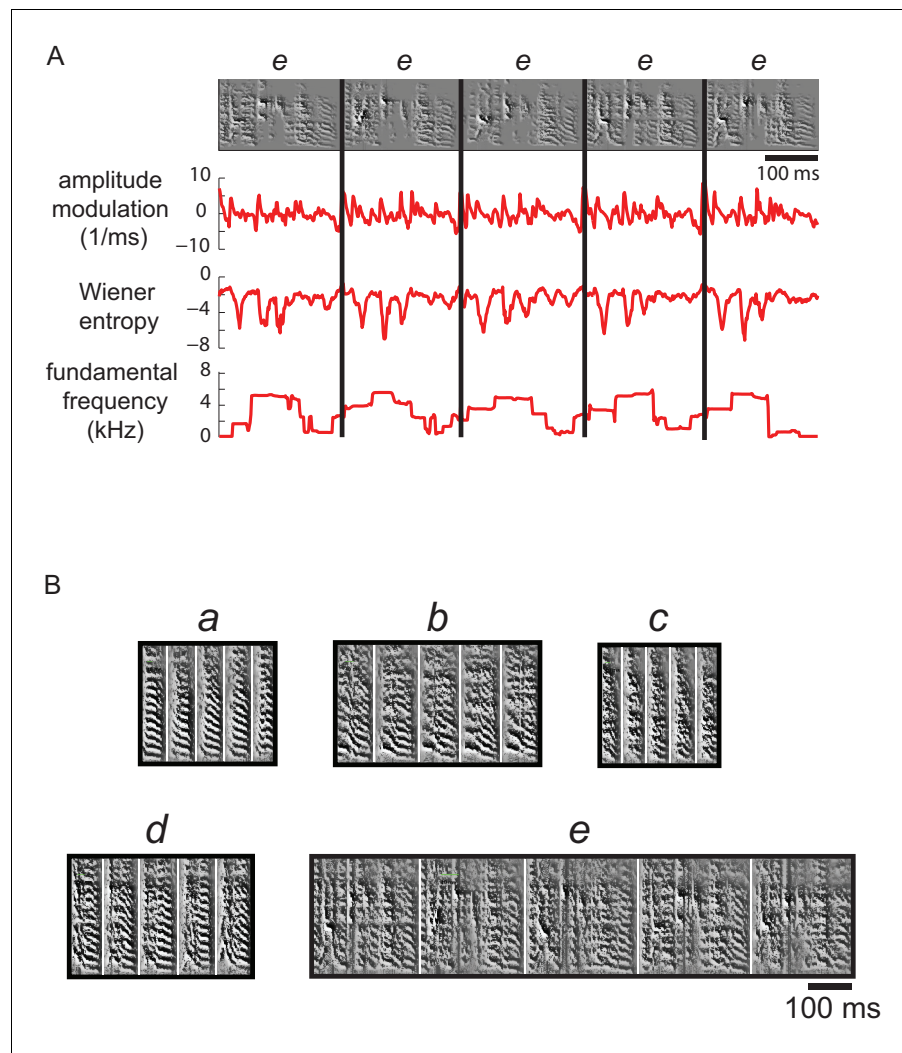 A
e e e e e
100 ms
amplitude
modulation
(1/ms)
10
0
−10
Wiener
entropy
0
−4
−8
fundamental
frequency
(kHz)
8
4
0
B
a b c
d e
100 ms